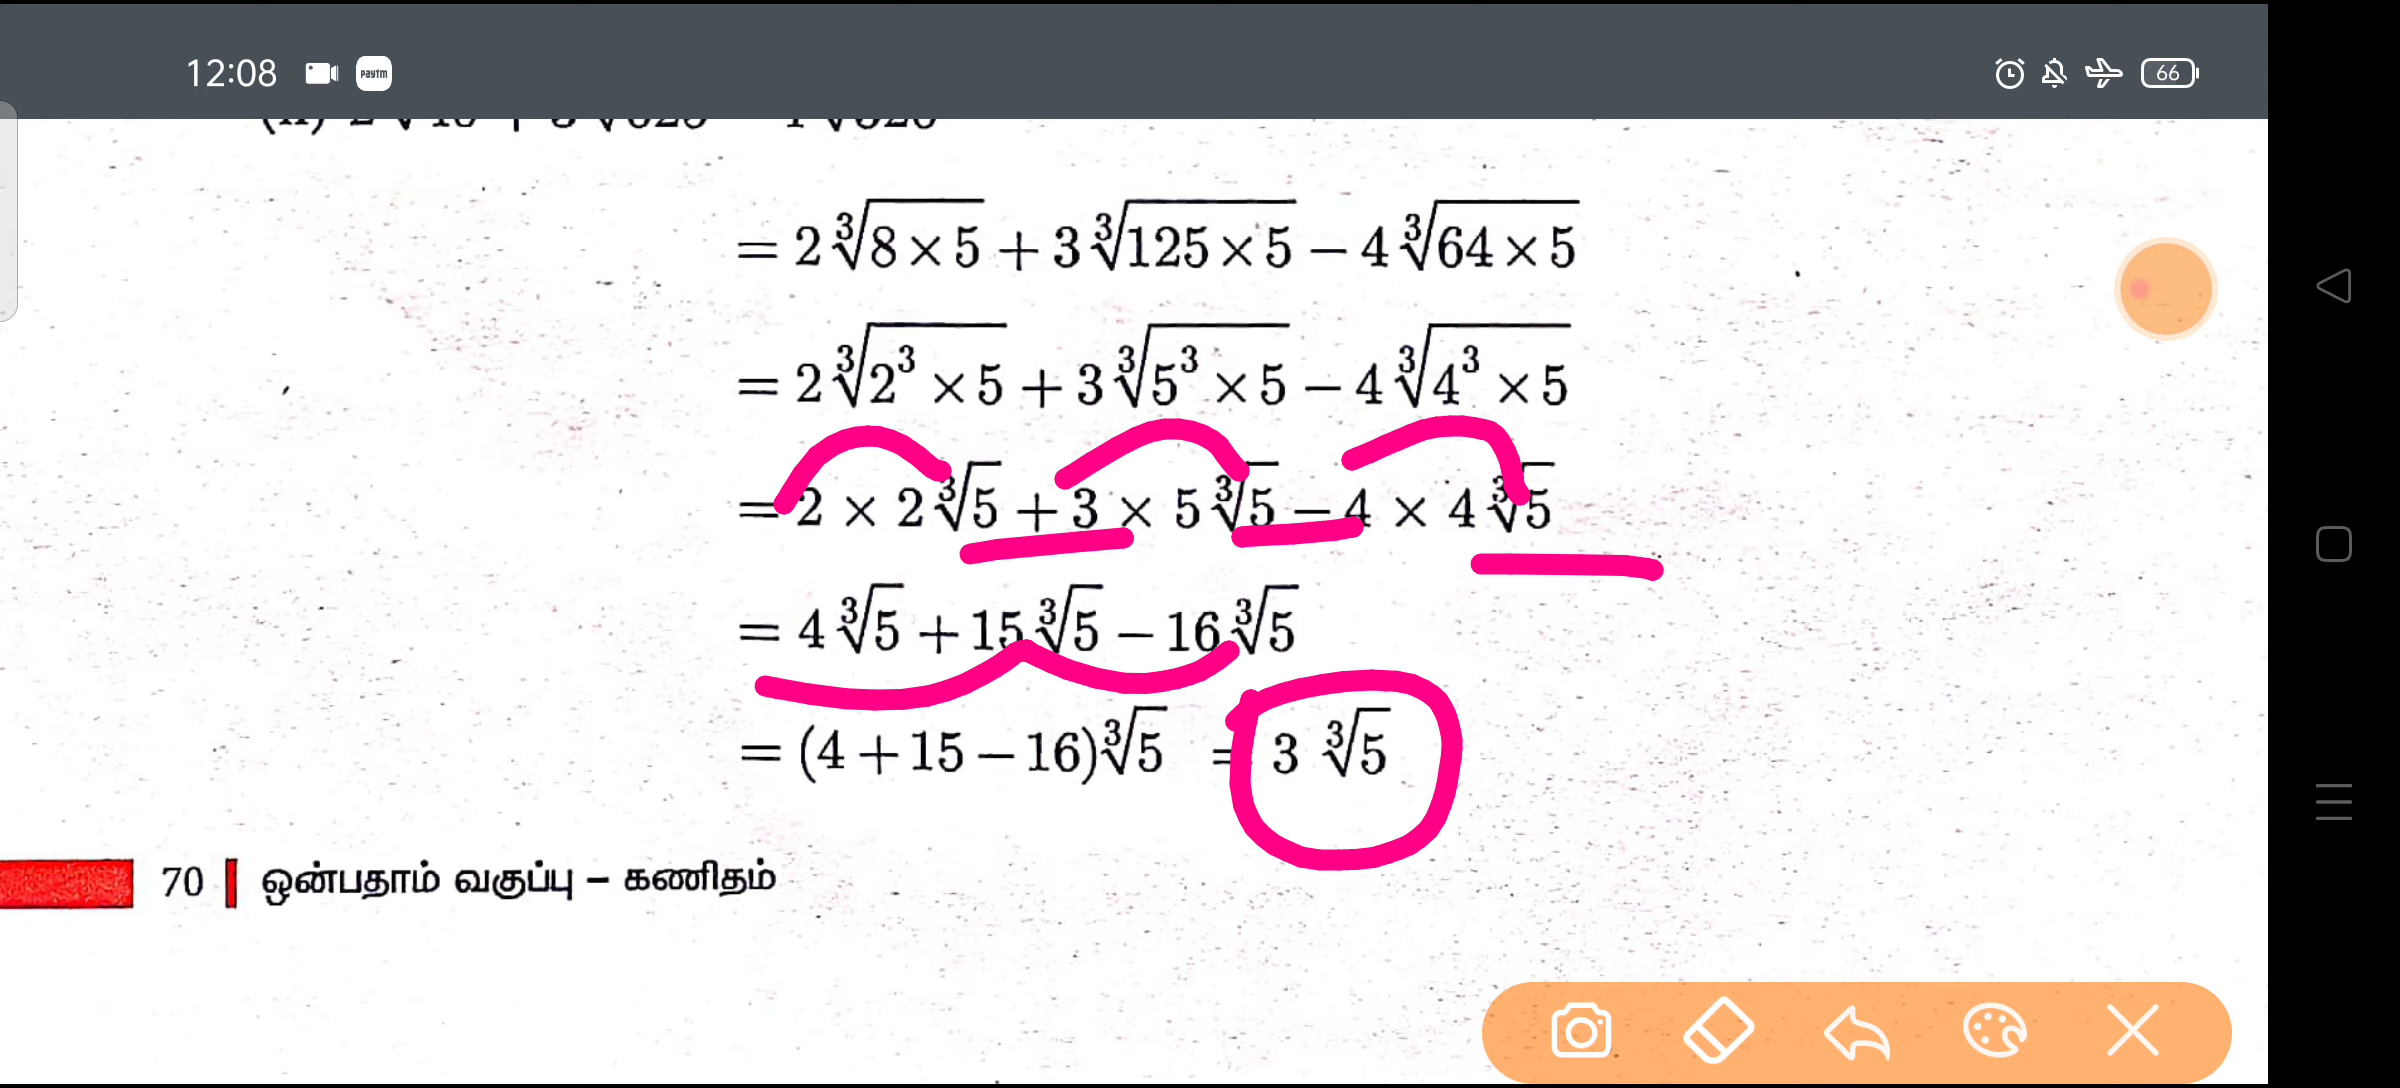 12:08 paytm 66
= 2∛(8 × 5) + 3∛(125 × 5) − 4∛(64 × 5)
= 2∛(2³ × 5) + 3∛(5³ × 5) − 4∛(4³ × 5)
= 2 × 2∛5 + 3 × 5∛5 − 4 × 4∛5
= 4∛5 + 15∛5 − 16∛5
= (4 + 15 − 16)∛5 = 3 ∛5
70 | ஒன்பதாம் வகுப்பு – கணிதம்